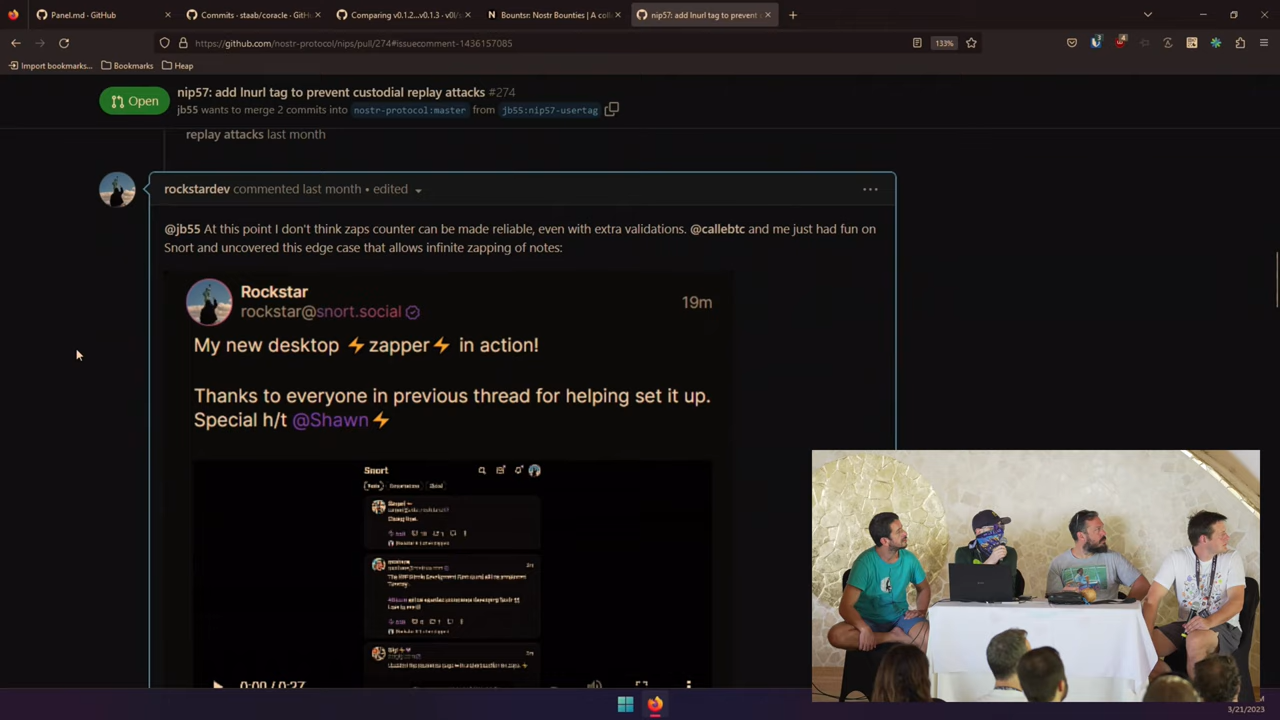 Panel.md · GitHub
Commits · staab/coracle · GitHu
Comparing v0.1.2...v0.1.3 · v0l/s
Bountsr: Nostr Bounties | A colle
nip57: add lnurl tag to prevent c
https://github.com/nostr-protocol/nips/pull/274#issuecomment-1436157085
133%
Import bookmarks...
Bookmarks
Heap
Open
nip57: add lnurl tag to prevent custodial replay attacks #274
jb55 wants to merge 2 commits into nostr-protocol:master from jb55:nip57-usertag
replay attacks last month
rockstardev commented last month • edited
@jb55 At this point I don't think zaps counter can be made reliable, even with extra validations. @callebtc and me just had fun on
Snort and uncovered this edge case that allows infinite zapping of notes:
Rockstar
rockstar@snort.social
19m
My new desktop ⚡zapper⚡ in action!
Thanks to everyone in previous thread for helping set it up.
Special h/t @Shawn⚡
Snort
0:00 / 0:27
3/21/2023